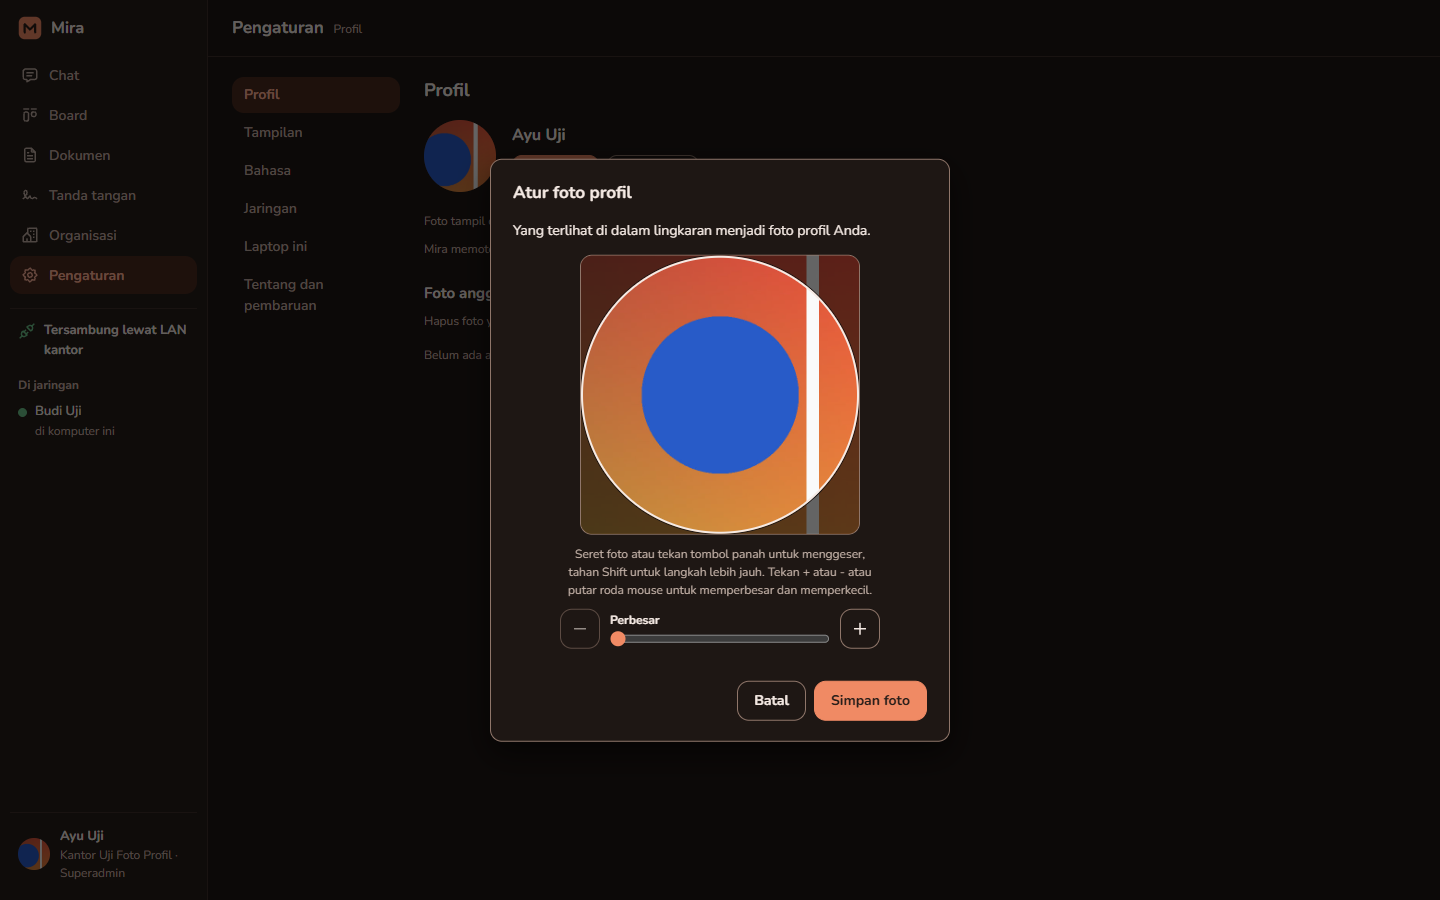 Mira
Pengaturan Profil
Chat
Board
Dokumen
Tanda tangan
Organisasi
Pengaturan
Tersambung lewat LAN
kantor
Di jaringan
Budi Uji
di komputer ini
Ayu Uji
Kantor Uji Foto Profil ·
Superadmin
Profil
Tampilan
Bahasa
Jaringan
Laptop ini
Tentang dan
pembaruan
Profil
Ayu Uji
Foto tampil
Foto
Hapus foto
Belum ada
Atur foto profil
Yang terlihat di dalam lingkaran menjadi foto profil Anda.
Seret foto atau tekan tombol panah untuk menggeser,
tahan Shift untuk langkah lebih jauh. Tekan + atau - atau
putar roda mouse untuk memperbesar dan memperkecil.
Perbesar
Batal
Simpan foto